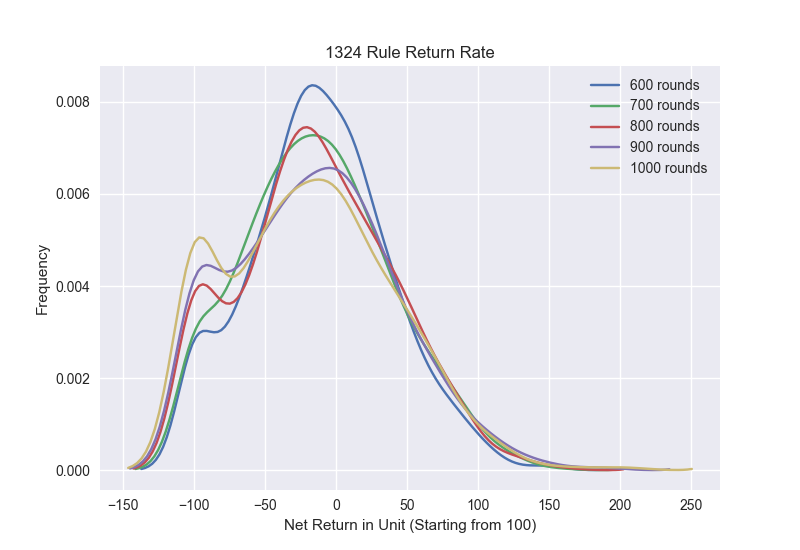 1324 Rule Return Rate
600 rounds
700 rounds
800 rounds
900 rounds
1000 rounds
Frequency
0.008
0.006
0.004
0.002
0.000
−150 −100 −50 0 50 100 150 200 250
Net Return in Unit (Starting from 100)